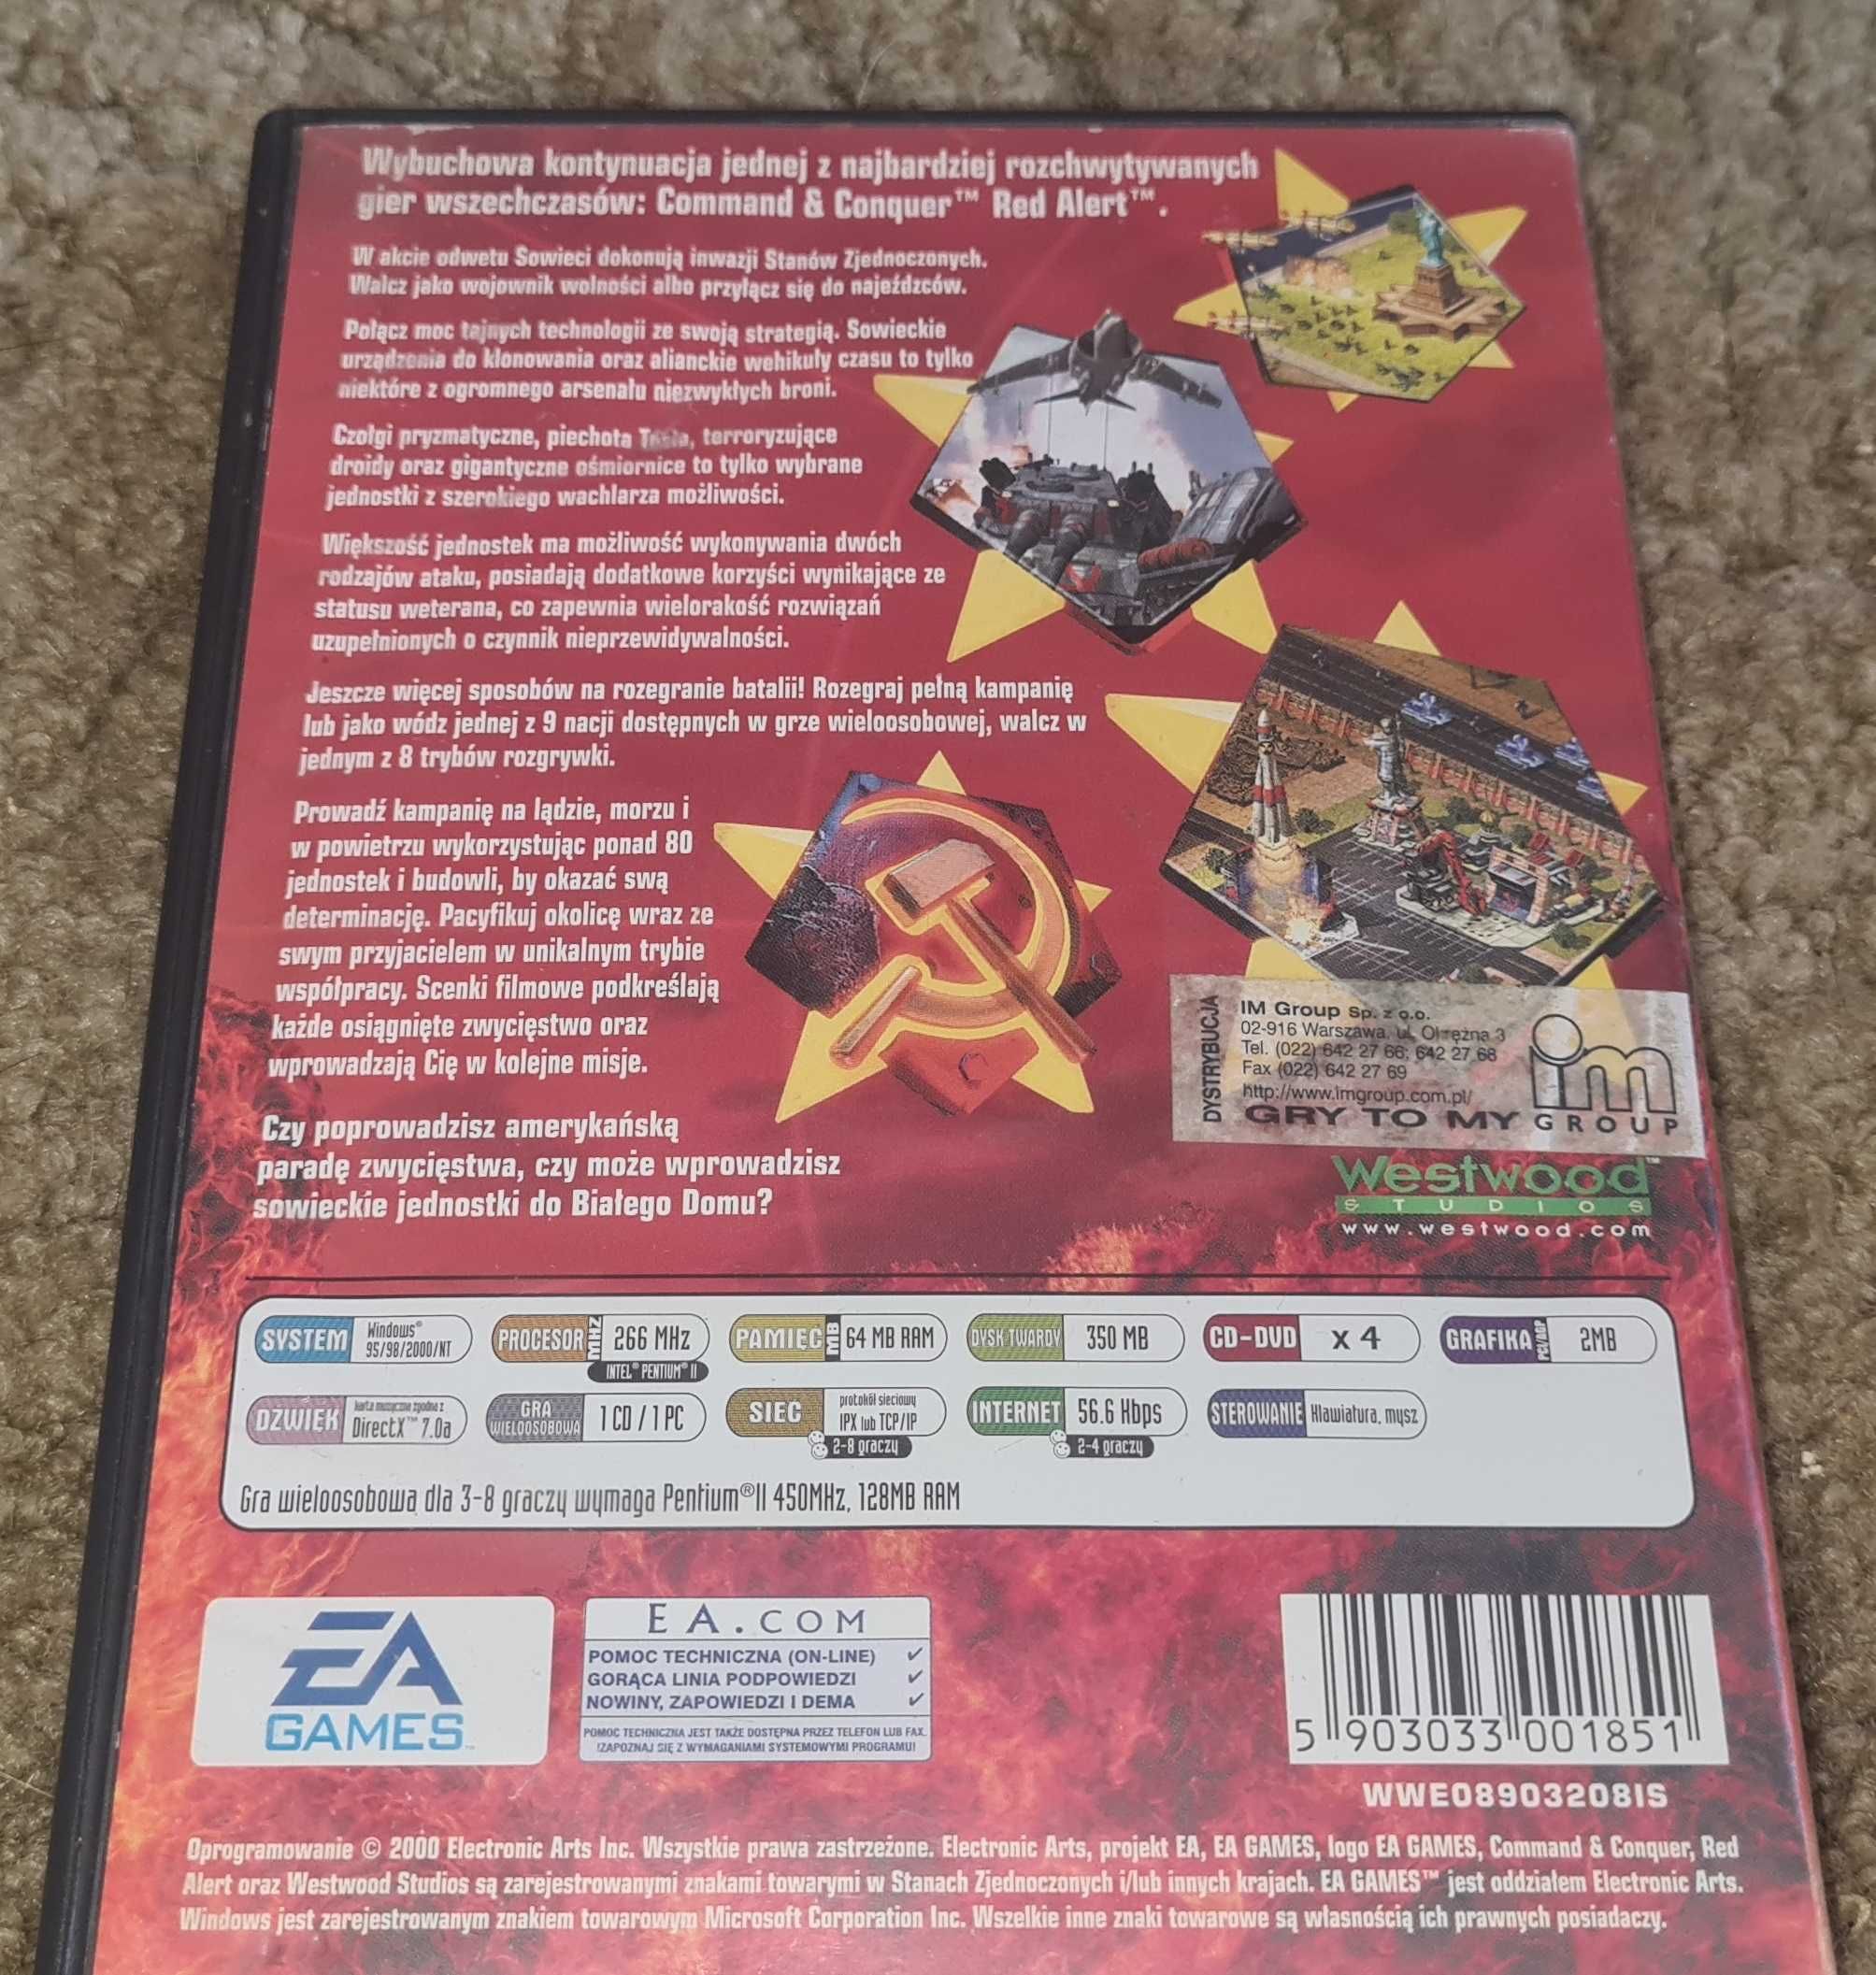 Wybuchowa kontynuacja jednej z najbardziej rozchwytywanych
gier wszechczasów: Command & Conquer™ Red Alert™.
W akcie odwetu Sowieci dokonują inwazji Stanów Zjednoczonych.
Walcz jako wojownik wolności albo przyłącz się do najeźdźców.
Połącz moc tajnych technologii ze swoją strategią. Sowieckie
urządzenia do klonowania oraz alianckie wehikuły czasu to tylko
niektóre z ogromnego arsenału niezwykłych broni.
Czołgi pryzmatyczne, piechota Tesla, terroryzujące
droidy oraz gigantyczne ośmiornice to tylko wybrane
jednostki z szerokiego wachlarza możliwości.
Większość jednostek ma możliwość wykonywania dwóch
rodzajów ataku, posiadają dodatkowe korzyści wynikające ze
statusu weterana, co zapewnia wielorakość rozwiązań
uzupełnionych o czynnik nieprzewidywalności.
Jeszcze więcej sposobów na rozegranie batalii! Rozegraj pełną kampanię
lub jako wódz jednej z 9 nacji dostępnych w grze wieloosobowej, walcz w
jednym z 8 trybów rozgrywki.
Prowadź kampanię na lądzie, morzu i
w powietrzu wykorzystując ponad 80
jednostek i budowli, by okazać swą
determinację. Pacyfikuj okolicę wraz ze
swym przyjacielem w unikalnym trybie
współpracy. Scenki filmowe podkreślają
każde osiągnięte zwycięstwo oraz
wprowadzają Cię w kolejne misje.
Czy poprowadzisz amerykańską
paradę zwycięstwa, czy może wprowadzisz
sowieckie jednostki do Białego Domu?
DYSTRYBUCJA
IM Group sp. z o.o.
02-916 Warszawa, ul. Okrężna 3
Tel. (022) 642 27 66; 642 27 68
Fax (022) 642 27 69
http://www.imgroup.com.pl/
GRY TO MY
im
GROUP
Westwood™
STUDIOS
www.westwood.com
SYSTEM Windows® 95/98/2000/NT
PROCESOR MHZ 266 MHz
INTEL® PENTIUM® II
PAMIĘĆ MB 64 MB RAM
DYSK TWARDY 350 MB
CD-DVD x 4
GRAFIKA PCI/AGP 2MB
DŹWIĘK karta muzyczna zgodna z DirectX™ 7.0a
GRA WIELOOSOBOWA 1 CD / 1 PC
SIEĆ protokół sieciowy IPX lub TCP/IP
2-8 graczy
INTERNET 56.6 Kbps
2-4 graczy
STEROWANIE Klawiatura, mysz
Gra wieloosobowa dla 3-8 graczy wymaga Pentium®II 450MHz, 128MB RAM
EA
GAMES™
EA.COM
POMOC TECHNICZNA (ON-LINE) ✓
GORĄCA LINIA PODPOWIEDZI ✓
NOWINY, ZAPOWIEDZI I DEMA ✓
POMOC TECHNICZNA JEST TAKŻE DOSTĘPNA PRZEZ TELEFON LUB FAX.
!ZAPOZNAJ SIĘ Z WYMAGANIAMI SYSTEMOWYMI PROGRAMU!
5 903033 001851
WWE08903208IS
Oprogramowanie © 2000 Electronic Arts Inc. Wszystkie prawa zastrzeżone. Electronic Arts, projekt EA, EA GAMES, logo EA GAMES, Command & Conquer, Red
Alert oraz Westwood Studios są zarejestrowanymi znakami towarymi w Stanach Zjednoczonych i/lub innych krajach. EA GAMES™ jest oddziałem Electronic Arts.
Windows jest zarejestrowanym znakiem towarowym Microsoft Corporation Inc. Wszelkie inne znaki towarowe są własnością ich prawnych posiadaczy.